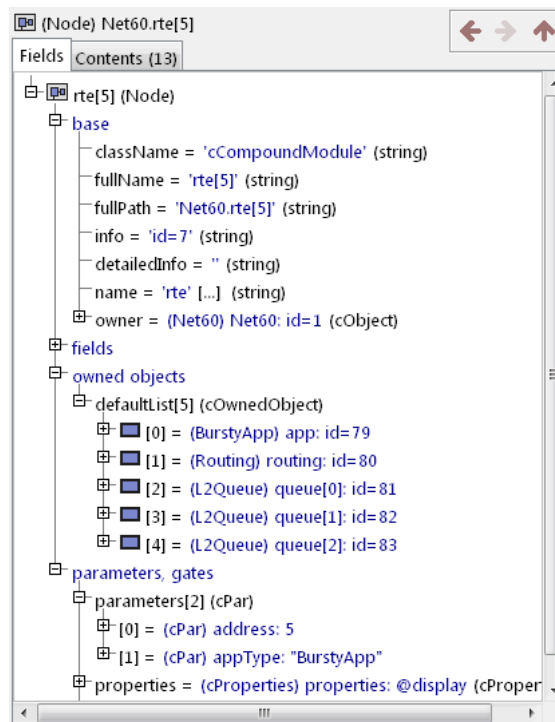 (Node) Net60.rte[5]
Fields Contents (13)
rte[5] (Node)
base
className = 'cCompoundModule' (string)
fullName = 'rte[5]' (string)
fullPath = 'Net60.rte[5]' (string)
info = 'id=7' (string)
detailedInfo = '' (string)
name = 'rte' [...] (string)
owner = (Net60) Net60: id=1 (cObject)
fields
owned objects
defaultList[5] (cOwnedObject)
[0] = (BurstyApp) app: id=79
[1] = (Routing) routing: id=80
[2] = (L2Queue) queue[0]: id=81
[3] = (L2Queue) queue[1]: id=82
[4] = (L2Queue) queue[2]: id=83
parameters, gates
parameters[2] (cPar)
[0] = (cPar) address: 5
[1] = (cPar) appType: "BurstyApp"
properties = (cProperties) properties: @display (cProper